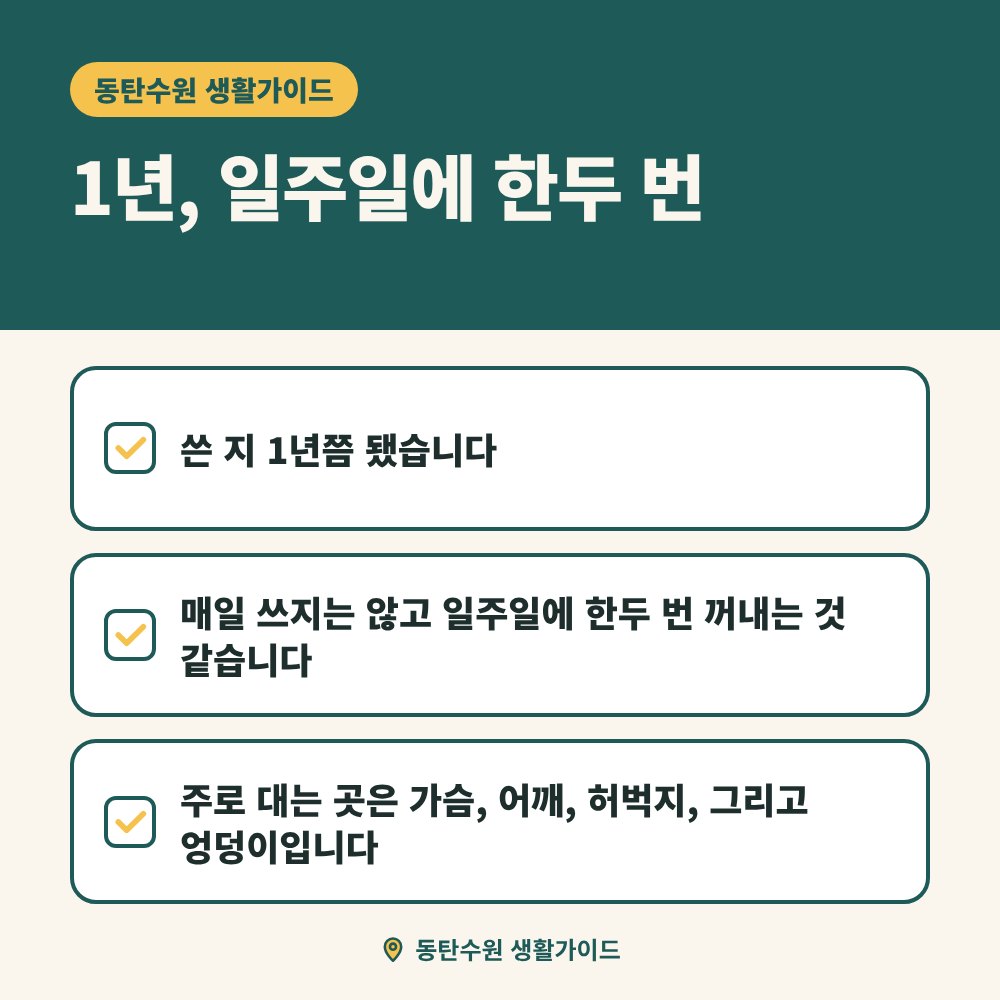 동탄수원 생활가이드
1년, 일주일에 한두 번
쓴 지 1년쯤 됐습니다
매일 쓰지는 않고 일주일에 한두 번 꺼내는 것
같습니다
주로 대는 곳은 가슴, 어깨, 허벅지, 그리고
엉덩이입니다
동탄수원 생활가이드